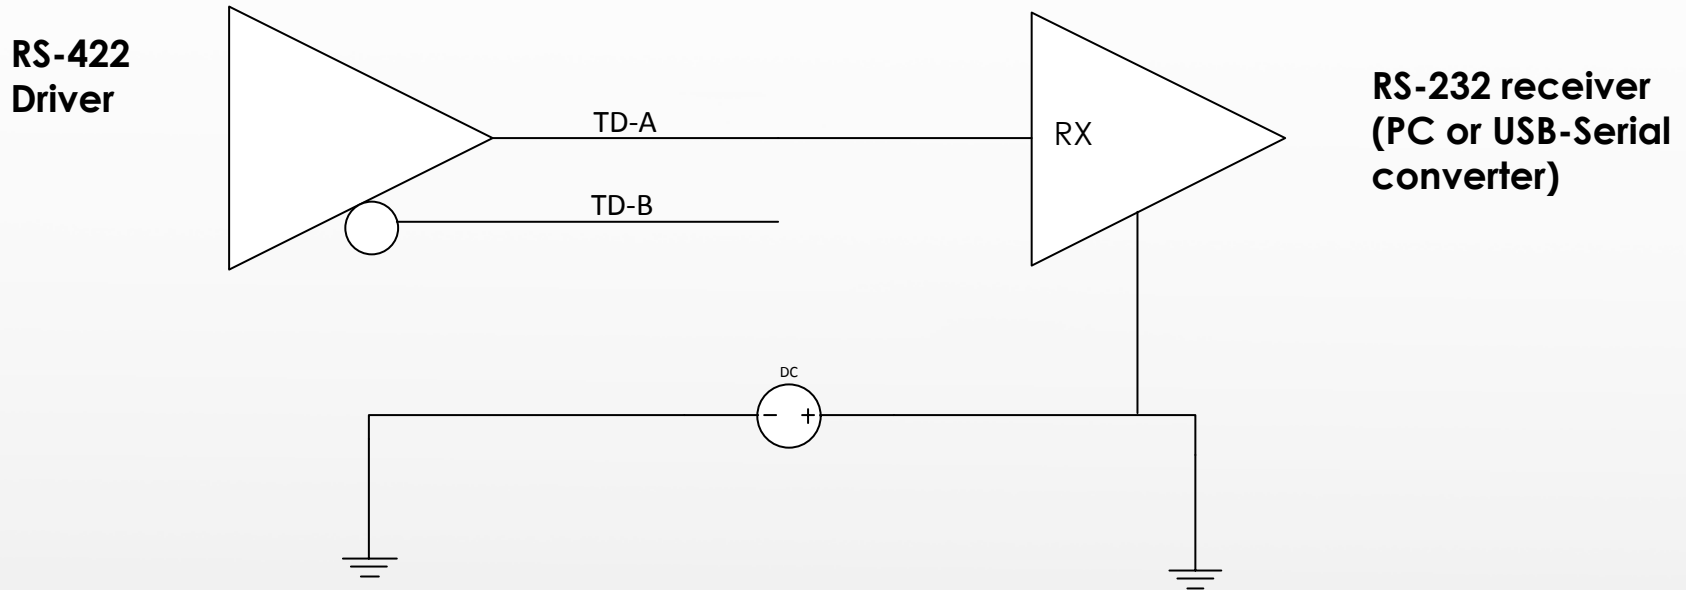 RS-422
Driver
TD-A
TD-B
RX
RS-232 receiver
(PC or USB-Serial
converter)
DC
- +